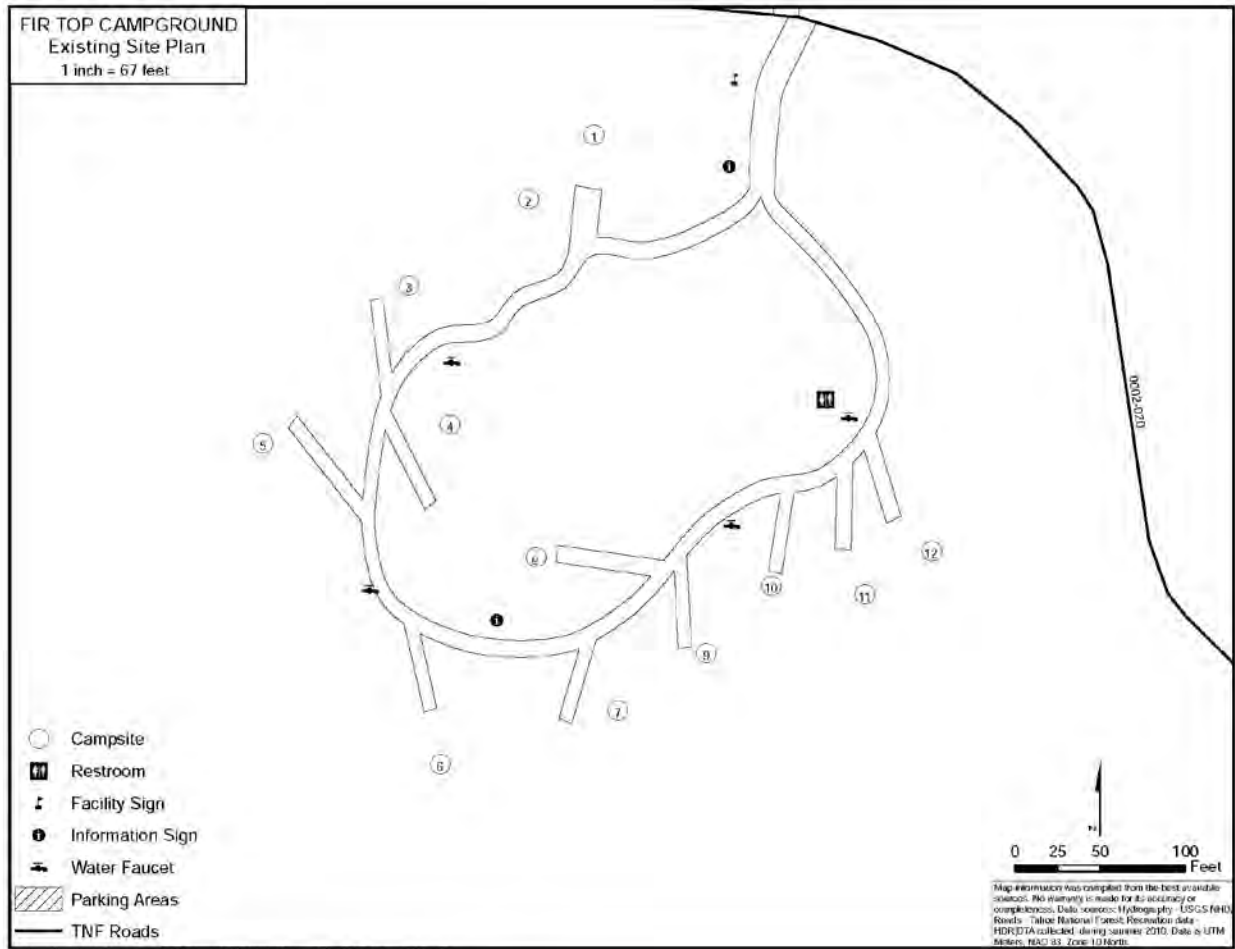 FIR TOP CAMPGROUND
Existing Site Plan
1 inch = 67 feet
1
2
3
4
5
6
7
8
9
10
11
12
0002-020
Campsite
Restroom
Facility Sign
Information Sign
Water Faucet
Parking Areas
TNF Roads
0 25 50 100
Feet
Map information was compiled from the best available
sources. No warranty is made for its accuracy or
completeness. Data sources: Hydrography - USGS NHD;
Roads - Tahoe National Forest; Recreation data -
HDR|DTA collected during summer 2010. Data is UTM
Meters, NAD 83, Zone 10 North.